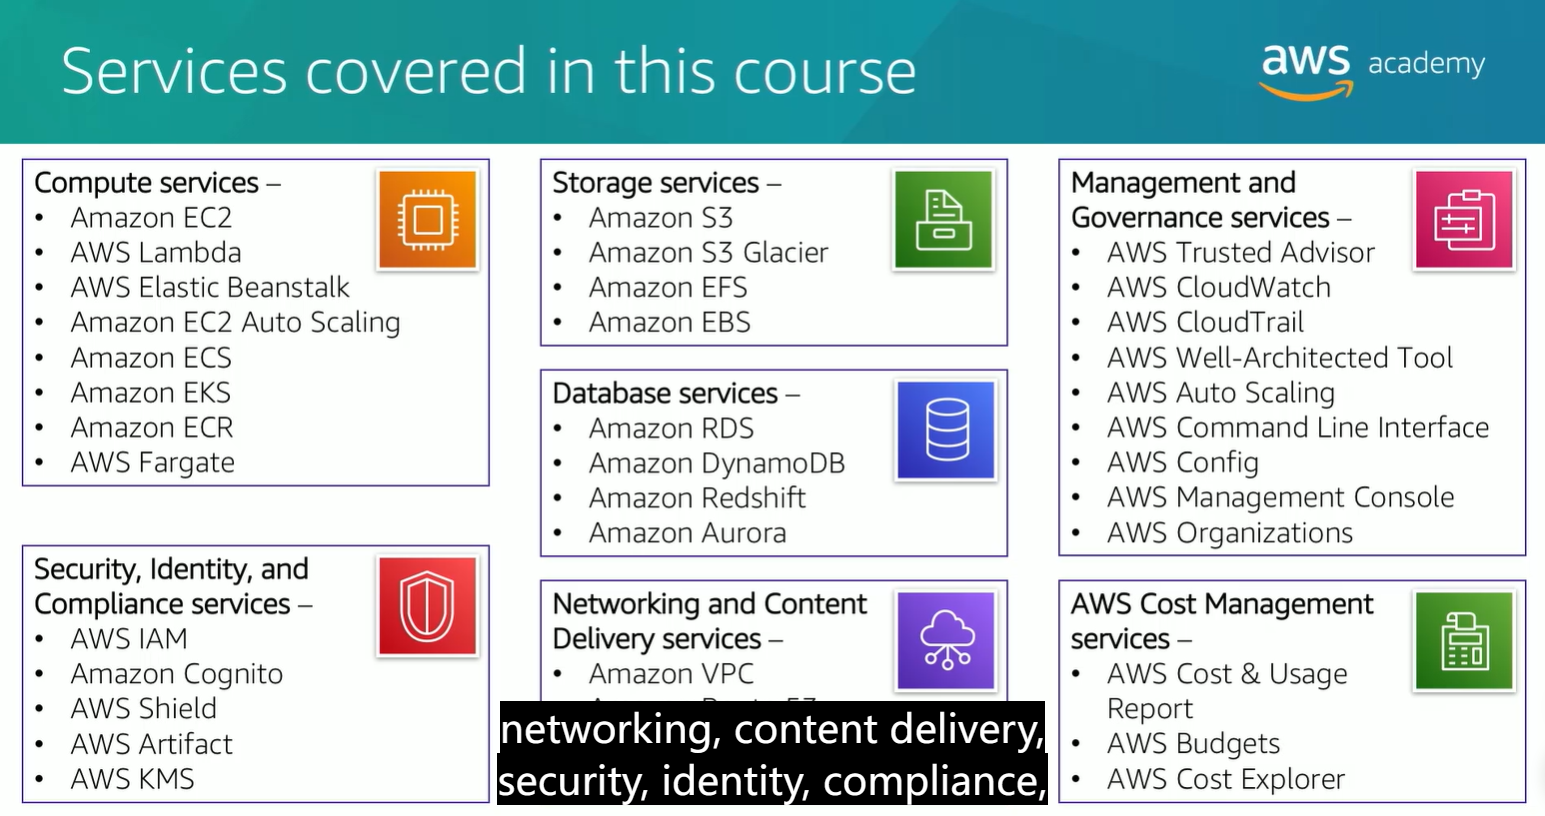 Services covered in this course
aws academy
Compute services –
• Amazon EC2
• AWS Lambda
• AWS Elastic Beanstalk
• Amazon EC2 Auto Scaling
• Amazon ECS
• Amazon EKS
• Amazon ECR
• AWS Fargate
Security, Identity, and
Compliance services –
• AWS IAM
• Amazon Cognito
• AWS Shield
• AWS Artifact
• AWS KMS
Storage services –
• Amazon S3
• Amazon S3 Glacier
• Amazon EFS
• Amazon EBS
Database services –
• Amazon RDS
• Amazon DynamoDB
• Amazon Redshift
• Amazon Aurora
Networking and Content
Delivery services –
• Amazon VPC
Management and
Governance services –
• AWS Trusted Advisor
• AWS CloudWatch
• AWS CloudTrail
• AWS Well-Architected Tool
• AWS Auto Scaling
• AWS Command Line Interface
• AWS Config
• AWS Management Console
• AWS Organizations
AWS Cost Management
services –
• AWS Cost & Usage
Report
• AWS Budgets
• AWS Cost Explorer
networking, content delivery,
security, identity, compliance,